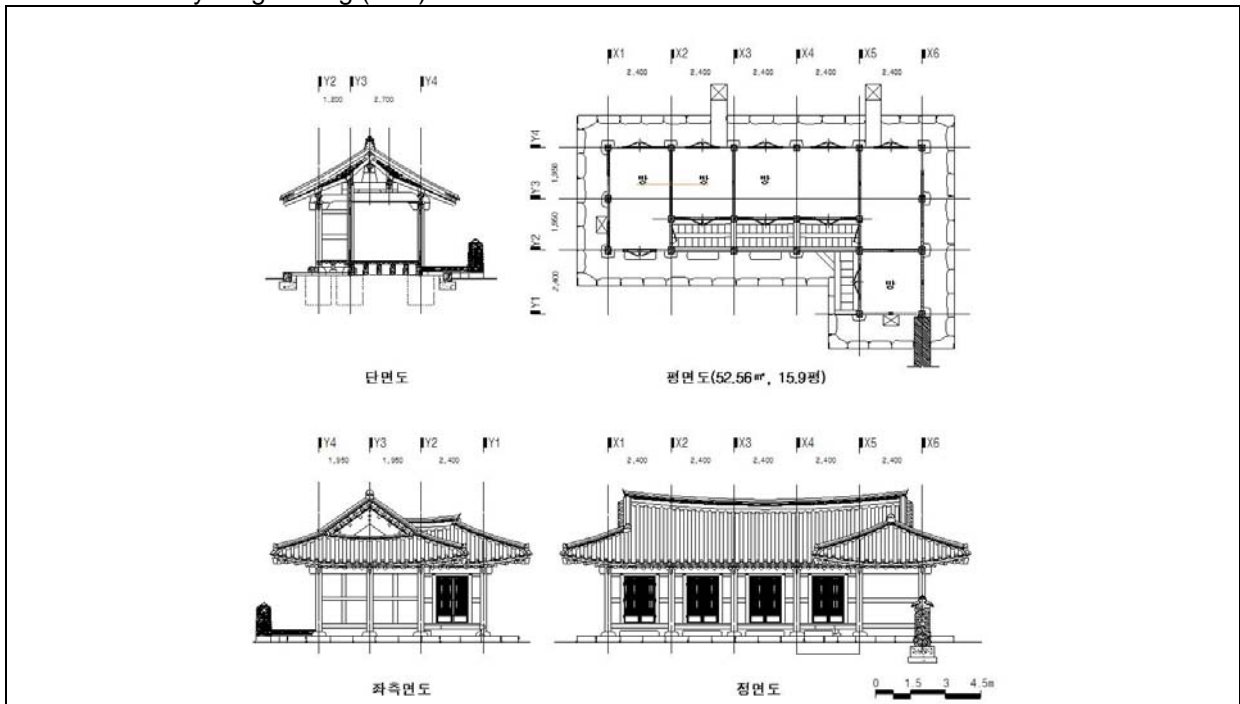 Y2 Y3 Y4
1,200 2,700
단면도
X1 X2 X3 X4 X5 X6
2,400 2,400 2,400 2,400 2,400
Y4
1,950
Y3
1,950
Y2
2,400
Y1
방 방 방
방
평면도(52.56㎡, 15.9평)
Y4 Y3 Y2 Y1
1,950 1,950 2,400
좌측면도
X1 X2 X3 X4 X5 X6
2,400 2,400 2,400 2,400 2,400
정면도
0 1.5 3 4.5m